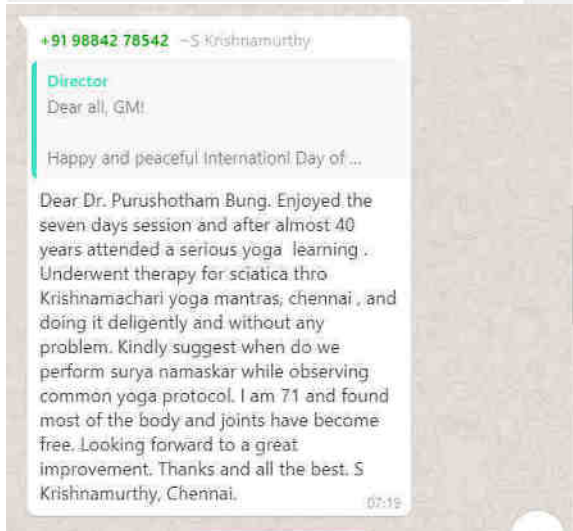 +91 98842 78542 ~S Krishnamurthy
Director
Dear all, GM!
Happy and peaceful Internationl Day of ...
Dear Dr. Purushotham Bung. Enjoyed the
seven days session and after almost 40
years attended a serious yoga learning .
Underwent therapy for sciatica thro
Krishnamachari yoga mantras, chennai , and
doing it deligently and without any
problem. Kindly suggest when do we
perform surya namaskar while observing
common yoga protocol. I am 71 and found
most of the body and joints have become
free. Looking forward to a great
improvement. Thanks and all the best. S
Krishnamurthy, Chennai.
07:19